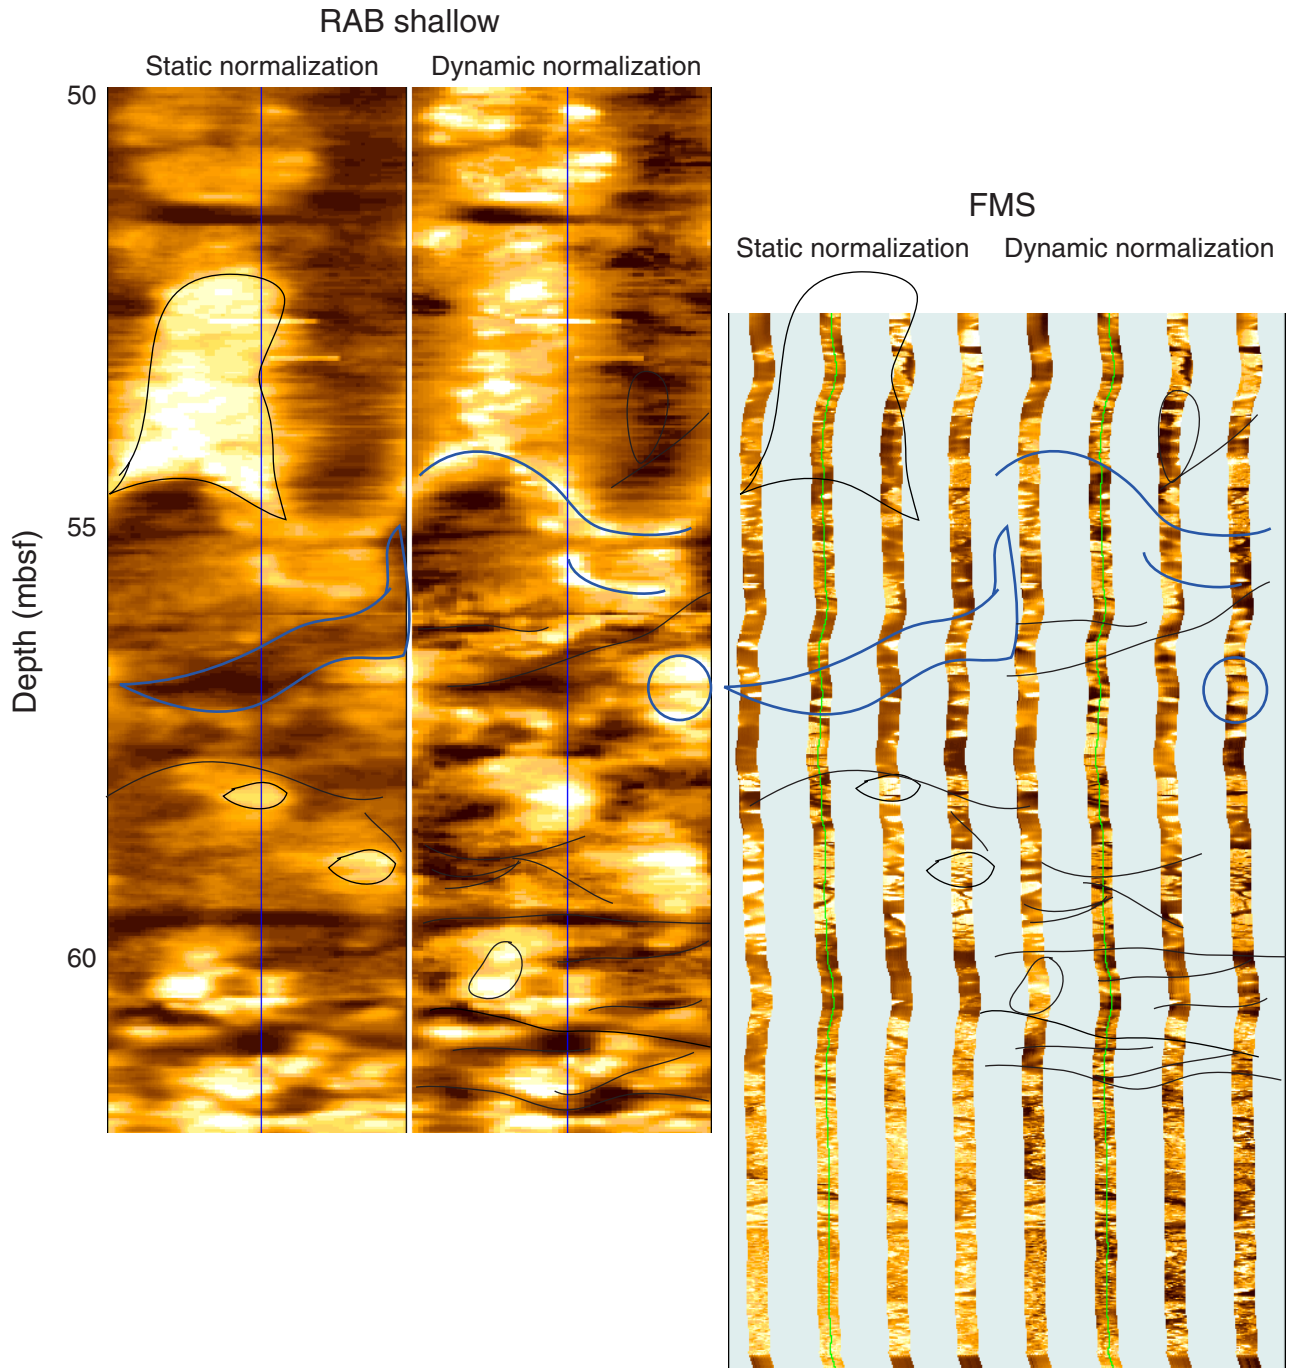 RAB shallow
Static normalization
Dynamic normalization
50
FMS
Static normalization
Dynamic normalization
55
Depth (mbsf)
60